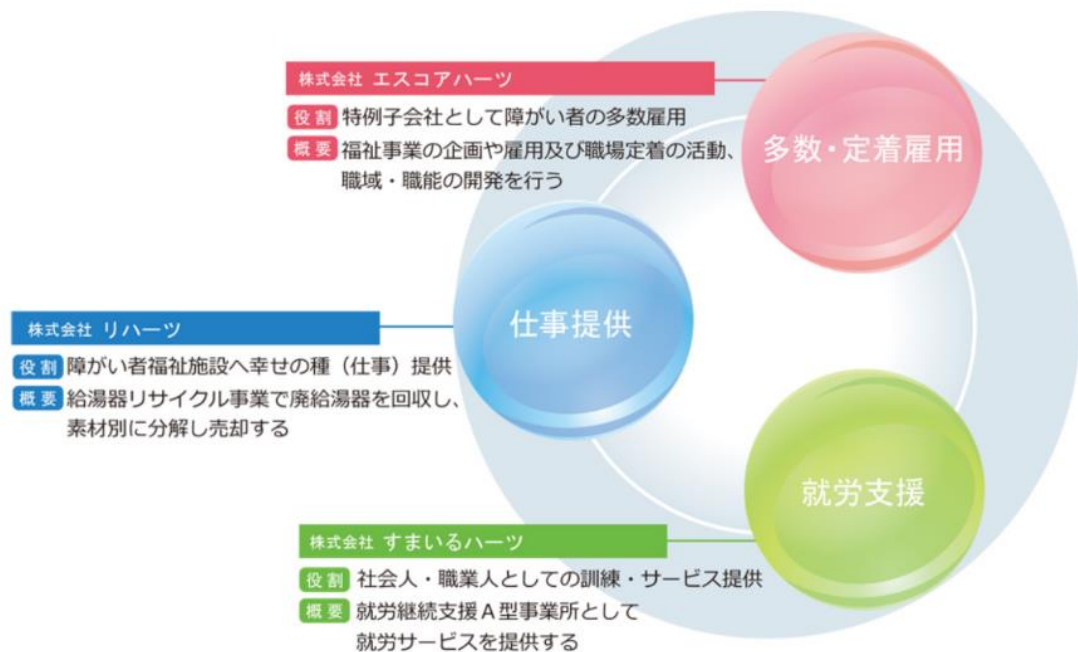 株式会社 エスコアハーツ
役割 特例子会社として障がい者の多数雇用
概要 福祉事業の企画や雇用及び職場定着の活動、
職域・職能の開発を行う
多数・定着雇用
仕事提供
株式会社 リハーツ
役割 障がい者福祉施設へ幸せの種（仕事）提供
概要 給湯器リサイクル事業で廃給湯器を回収し、
素材別に分解し売却する
就労支援
株式会社 すまいるハーツ
役割 社会人・職業人としての訓練・サービス提供
概要 就労継続支援A型事業所として
就労サービスを提供する